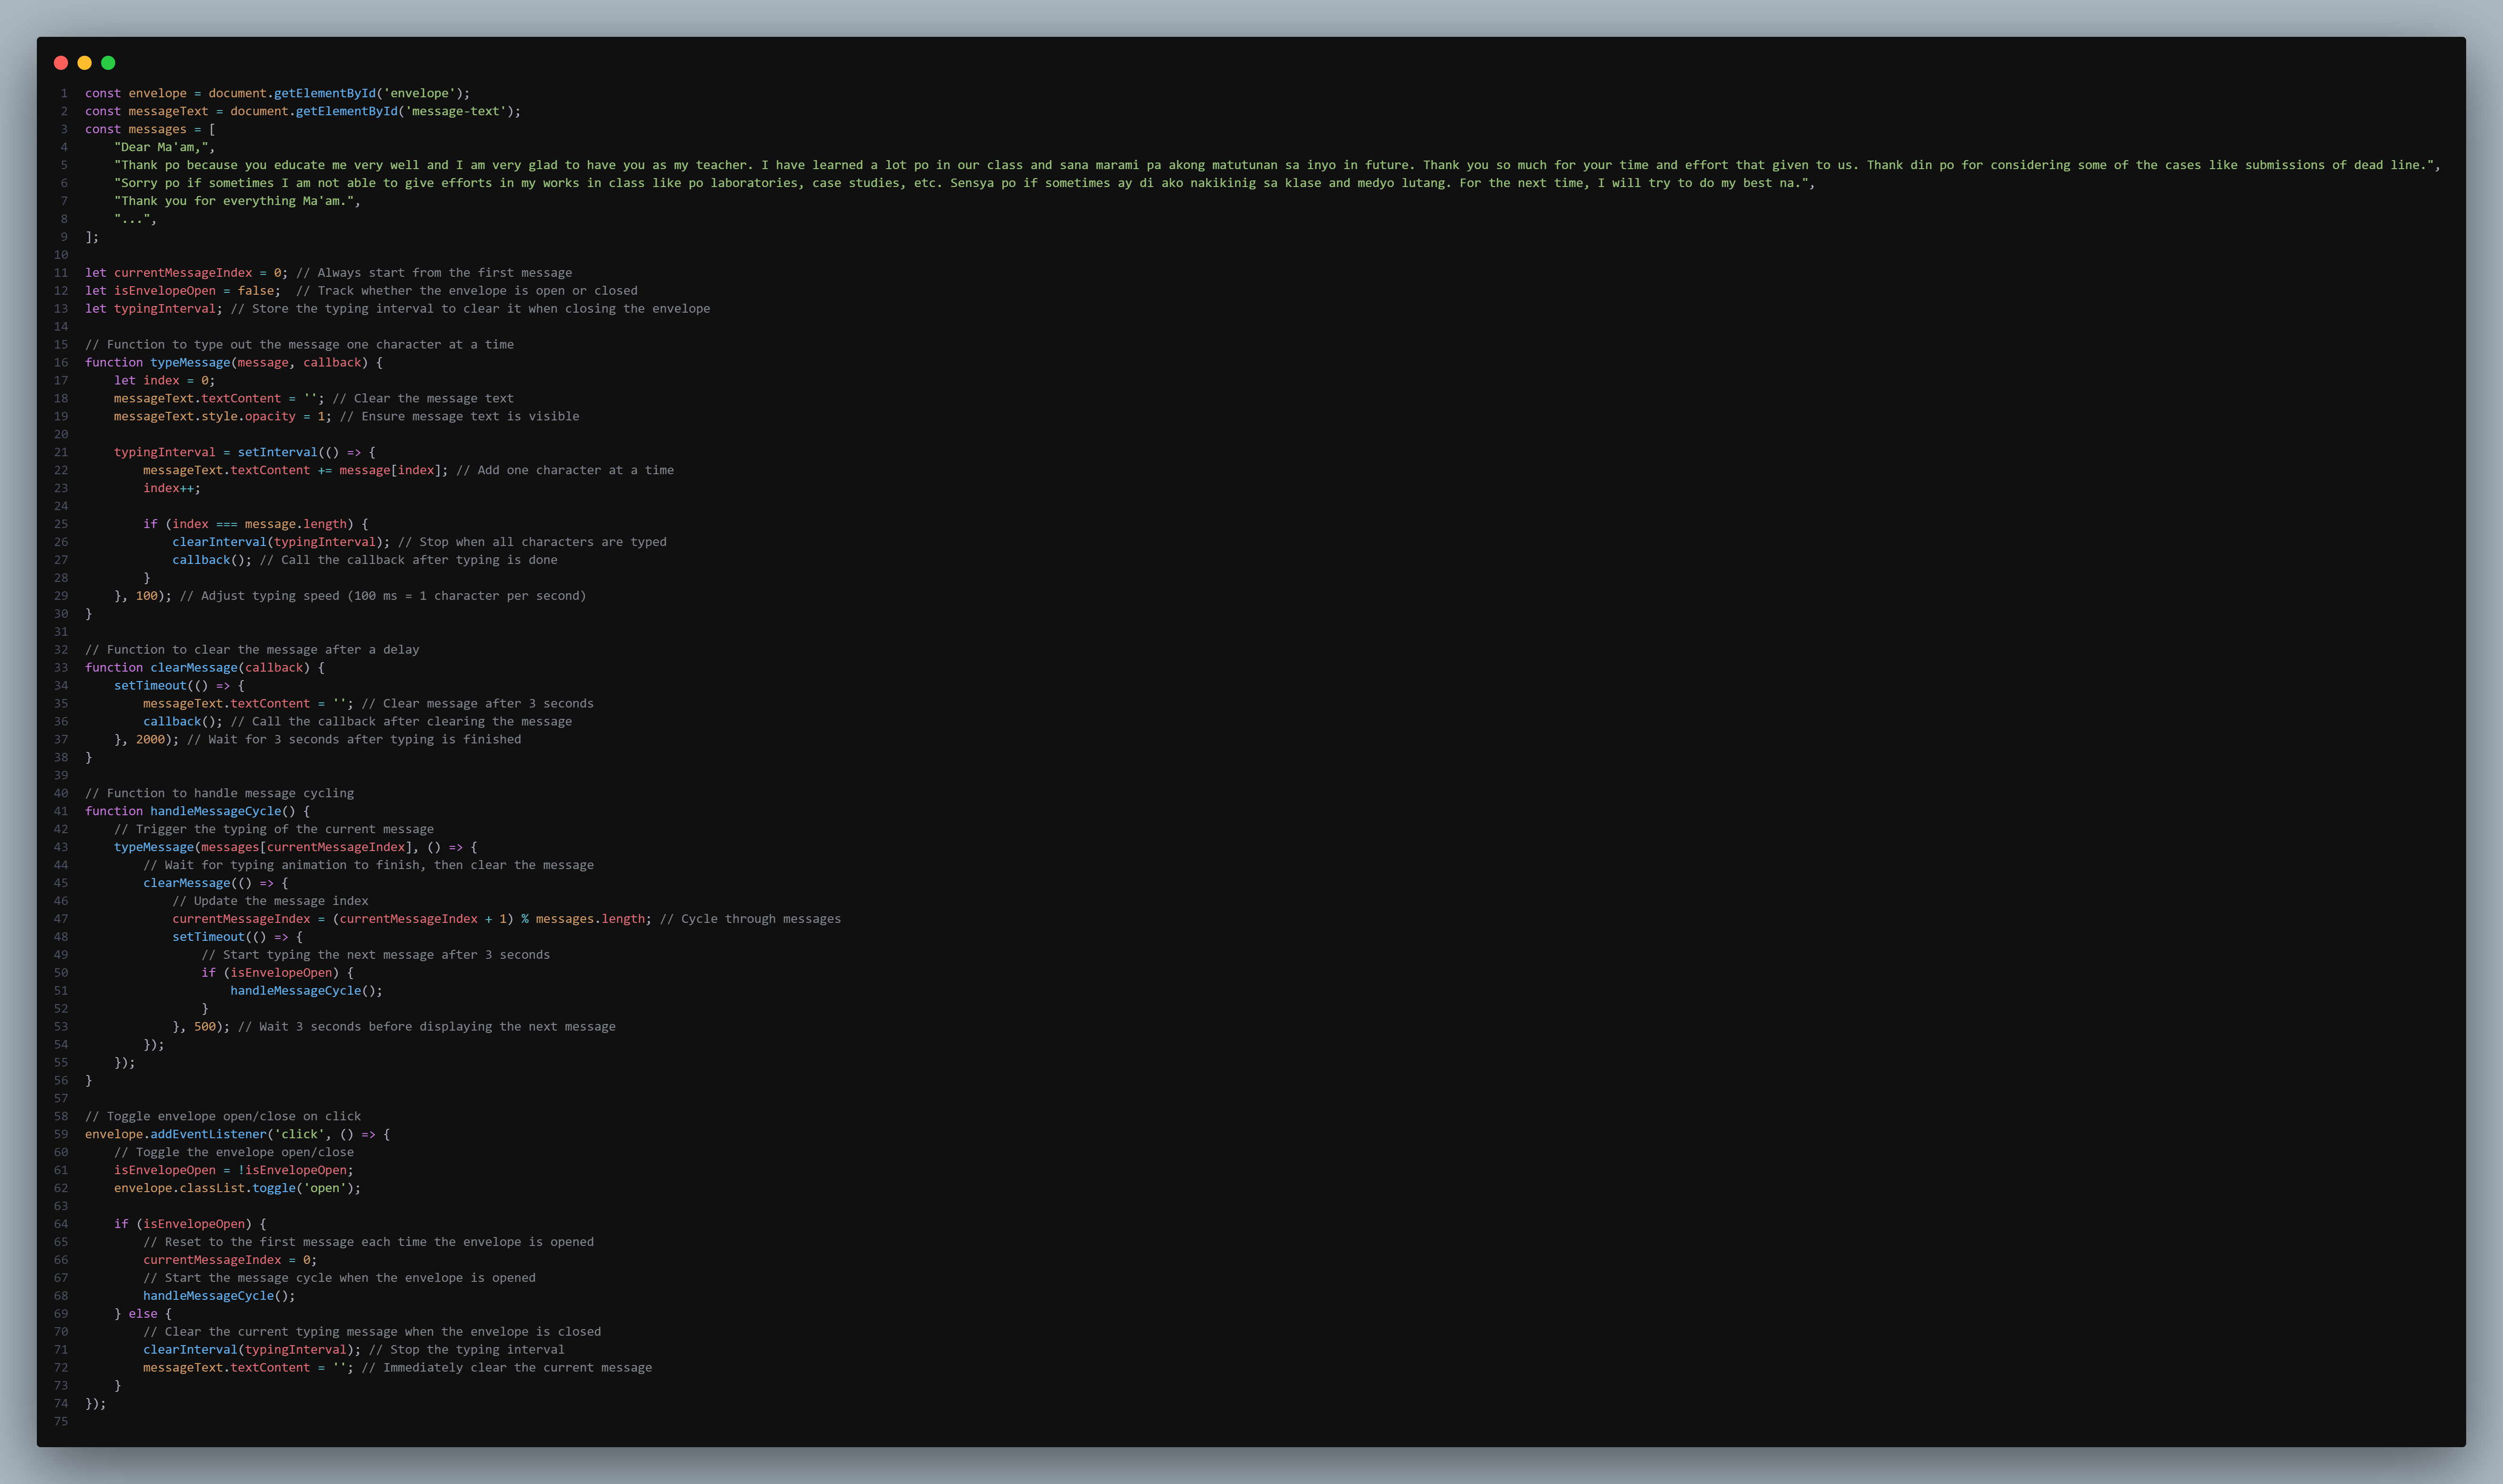 1 const envelope = document.getElementById('envelope');
2 const messageText = document.getElementById('message-text');
3 const messages = [
4     "Dear Ma'am,",
5     "Thank po because you educate me very well and I am very glad to have you as my teacher. I have learned a lot po in our class and sana marami pa akong matutunan sa inyo in future. Thank you so much for your time and effort that given to us. Thank din po for considering some of the cases like submissions of dead line.",
6     "Sorry po if sometimes I am not able to give efforts in my works in class like po laboratories, case studies, etc. Sensya po if sometimes ay di ako nakikinig sa klase and medyo lutang. For the next time, I will try to do my best na.",
7     "Thank you for everything Ma'am.",
8     "...",
9 ];
10
11 let currentMessageIndex = 0; // Always start from the first message
12 let isEnvelopeOpen = false;  // Track whether the envelope is open or closed
13 let typingInterval; // Store the typing interval to clear it when closing the envelope
14
15 // Function to type out the message one character at a time
16 function typeMessage(message, callback) {
17     let index = 0;
18     messageText.textContent = ''; // Clear the message text
19     messageText.style.opacity = 1; // Ensure message text is visible
20
21     typingInterval = setInterval(() => {
22         messageText.textContent += message[index]; // Add one character at a time
23         index++;
24
25         if (index === message.length) {
26             clearInterval(typingInterval); // Stop when all characters are typed
27             callback(); // Call the callback after typing is done
28         }
29     }, 100); // Adjust typing speed (100 ms = 1 character per second)
30 }
31
32 // Function to clear the message after a delay
33 function clearMessage(callback) {
34     setTimeout(() => {
35         messageText.textContent = ''; // Clear message after 3 seconds
36         callback(); // Call the callback after clearing the message
37     }, 2000); // Wait for 3 seconds after typing is finished
38 }
39
40 // Function to handle message cycling
41 function handleMessageCycle() {
42     // Trigger the typing of the current message
43     typeMessage(messages[currentMessageIndex], () => {
44         // Wait for typing animation to finish, then clear the message
45         clearMessage(() => {
46             // Update the message index
47             currentMessageIndex = (currentMessageIndex + 1) % messages.length; // Cycle through messages
48             setTimeout(() => {
49                 // Start typing the next message after 3 seconds
50                 if (isEnvelopeOpen) {
51                     handleMessageCycle();
52                 }
53             }, 500); // Wait 3 seconds before displaying the next message
54         });
55     });
56 }
57
58 // Toggle envelope open/close on click
59 envelope.addEventListener('click', () => {
60     // Toggle the envelope open/close
61     isEnvelopeOpen = !isEnvelopeOpen;
62     envelope.classList.toggle('open');
63
64     if (isEnvelopeOpen) {
65         // Reset to the first message each time the envelope is opened
66         currentMessageIndex = 0;
67         // Start the message cycle when the envelope is opened
68         handleMessageCycle();
69     } else {
70         // Clear the current typing message when the envelope is closed
71         clearInterval(typingInterval); // Stop the typing interval
72         messageText.textContent = ''; // Immediately clear the current message
73     }
74 });
75